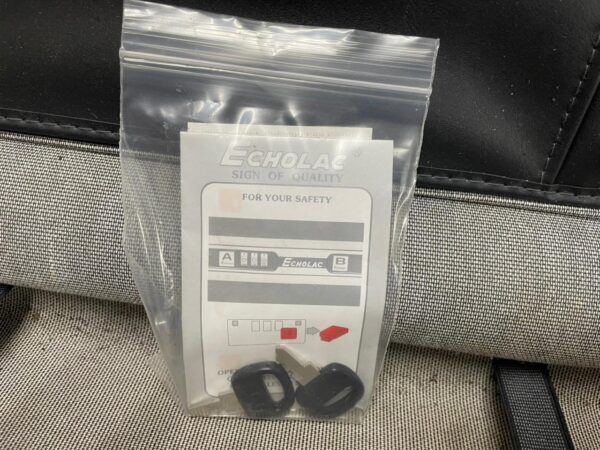 ECHOLAC ®
SIGN OF QUALITY
FOR YOUR SAFETY
A ECHOLAC B